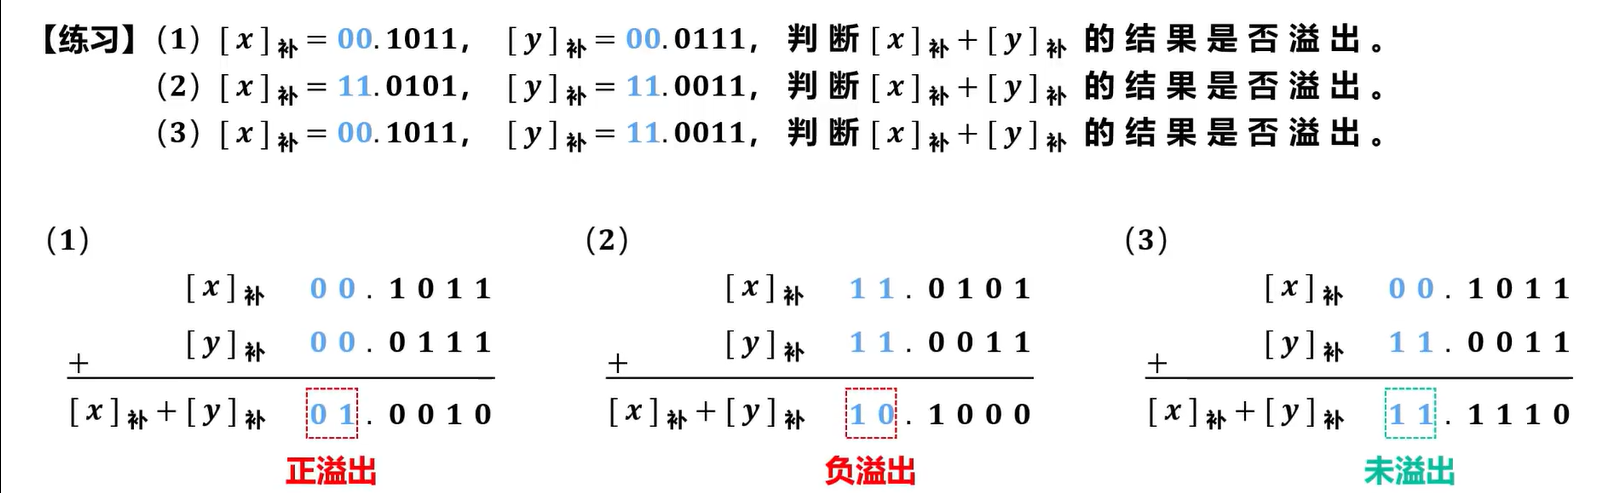 【练习】（1）[x]补 = 00.1011， [y]补 = 00.0111， 判断[x]补 + [y]补 的结果是否溢出。
（2）[x]补 = 11.0101， [y]补 = 11.0011， 判断[x]补 + [y]补 的结果是否溢出。
（3）[x]补 = 00.1011， [y]补 = 11.0011， 判断[x]补 + [y]补 的结果是否溢出。
（1）
[x]补 00.1011
+ [y]补 00.0111
[x]补 + [y]补 01.0010
正溢出
（2）
[x]补 11.0101
+ [y]补 11.0011
[x]补 + [y]补 10.1000
负溢出
（3）
[x]补 00.1011
+ [y]补 11.0011
[x]补 + [y]补 11.1110
未溢出